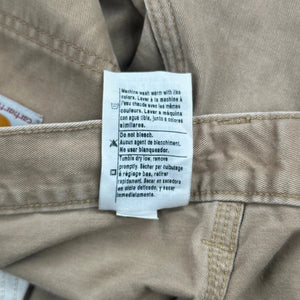 Machine wash warm with like
colors. Laver à la machine à
l'eau chaude avec les mêmes
couleurs. Lavar a máquina con
agua tibia, junto con colores
similares.
Do not bleach.
Aucun agent de blanchiment.
No usar blanqueador.
Tumble dry low, remove
promptly. Sécher par culbutage
à réglage bas, retirer
rapidement. Secar en secadora
en ciclo delicado, y sacar
inmediatamente.
carhartt